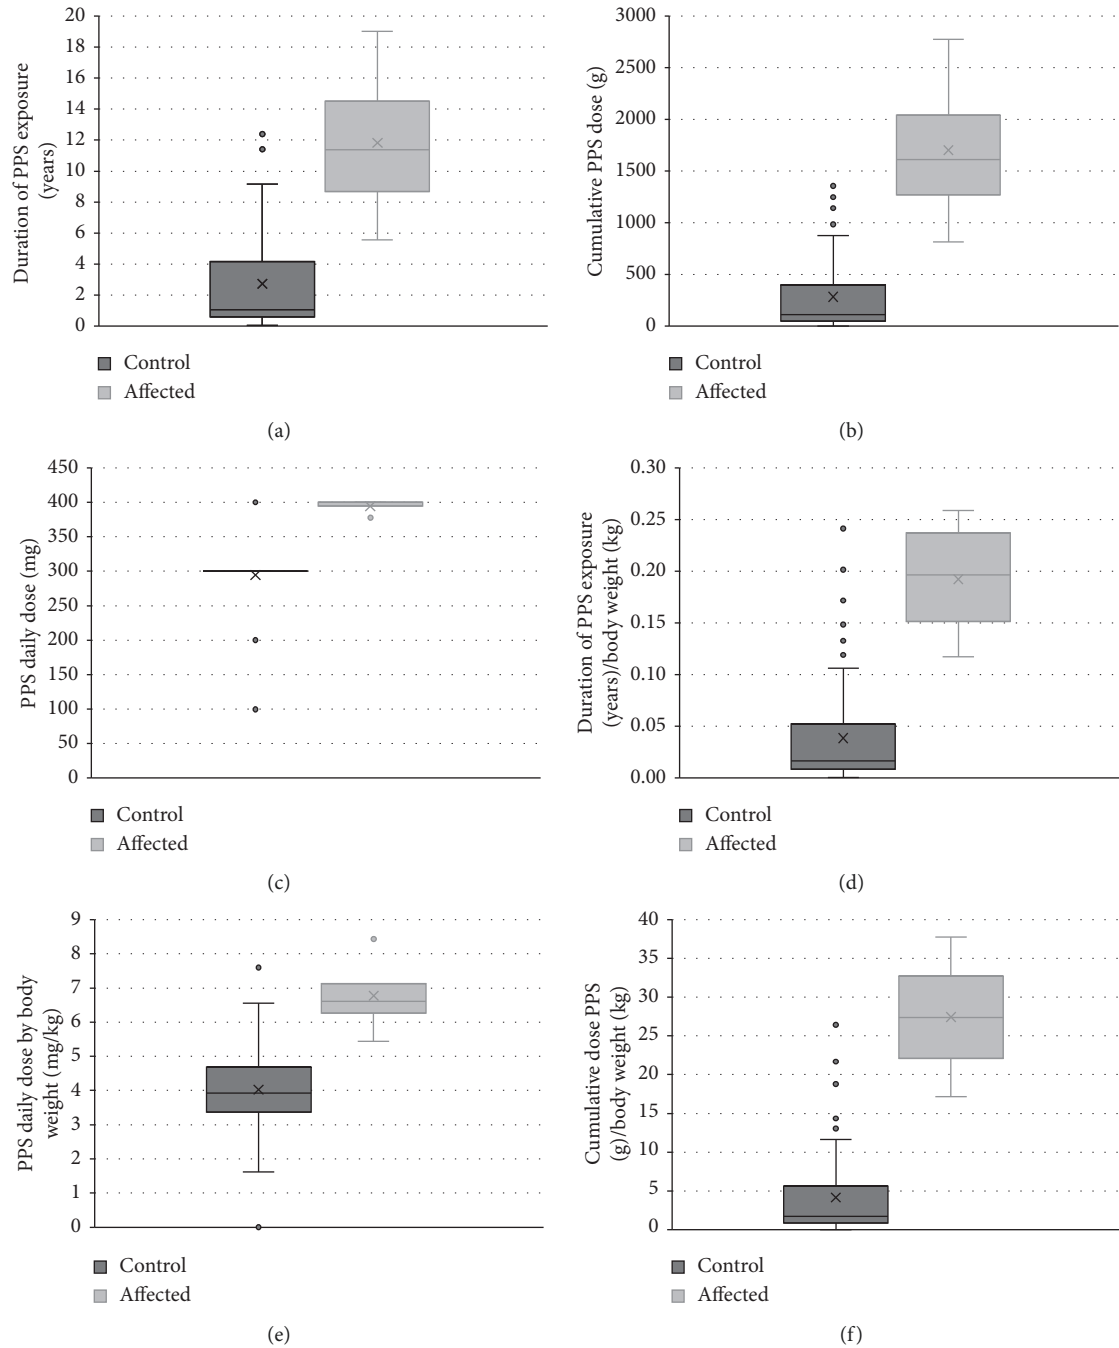 Duration of PPS exposure
(years)
20
18
16
14
12
10
8
6
4
2
0
Control
Affected
(a)
Cumulative PPS dose (g)
3000
2500
2000
1500
1000
500
0
Control
Affected
(b)
PPS daily dose (mg)
450
400
350
300
250
200
150
100
50
0
Control
Affected
(c)
Duration of PPS exposure
(years)/body weight (kg)
0.30
0.25
0.20
0.15
0.10
0.05
0.00
Control
Affected
(d)
PPS daily dose by body
weight (mg/kg)
9
8
7
6
5
4
3
2
1
0
Control
Affected
(e)
Cumulative dose PPS
(g)/body weight (kg)
40
35
30
25
20
15
10
5
0
Control
Affected
(f)